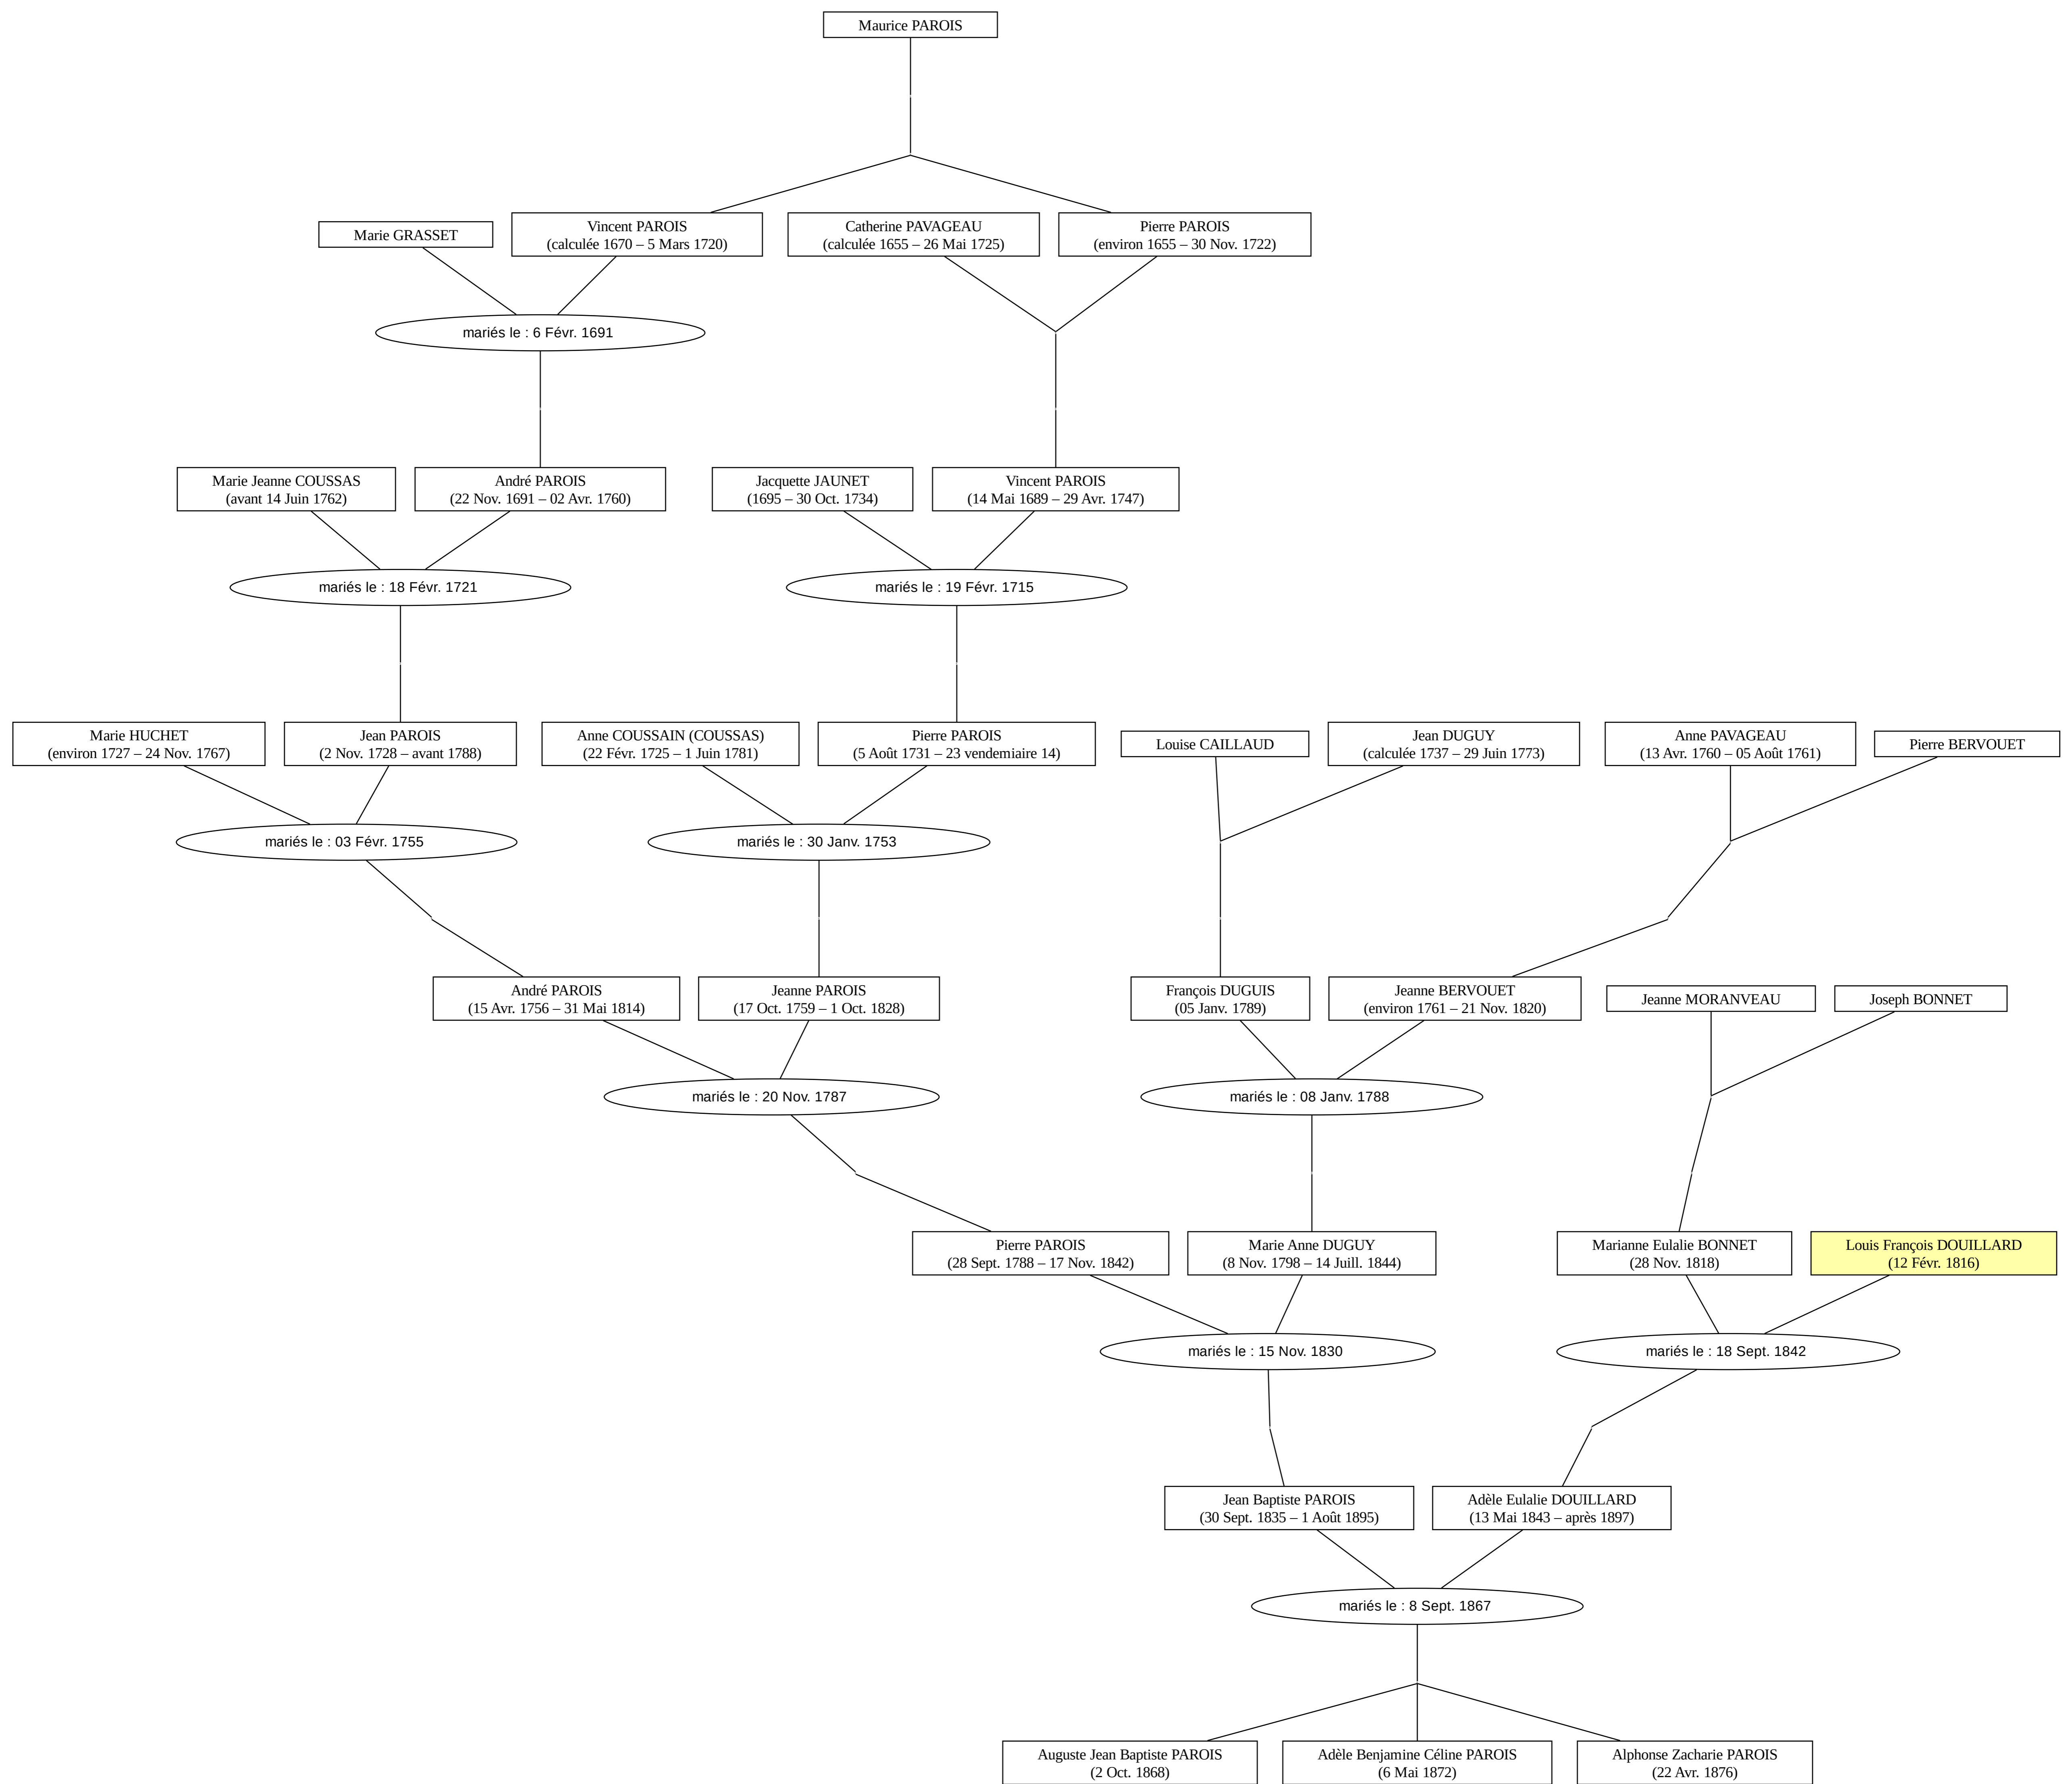 Maurice PAROIS
Marie GRASSET
Vincent PAROIS
(calculée 1670 – 5 Mars 1720)
Catherine PAVAGEAU
(calculée 1655 – 26 Mai 1725)
Pierre PAROIS
(environ 1655 – 30 Nov. 1722)
mariés le : 6 Févr. 1691
Marie Jeanne COUSSAS
(avant 14 Juin 1762)
André PAROIS
(22 Nov. 1691 – 02 Avr. 1760)
Jacquette JAUNET
(1695 – 30 Oct. 1734)
Vincent PAROIS
(14 Mai 1689 – 29 Avr. 1747)
mariés le : 18 Févr. 1721
mariés le : 19 Févr. 1715
Marie HUCHET
(environ 1727 – 24 Nov. 1767)
Jean PAROIS
(2 Nov. 1728 – avant 1788)
Anne COUSSAIN (COUSSAS)
(22 Févr. 1725 – 1 Juin 1781)
Pierre PAROIS
(5 Août 1731 – 23 vendemiaire 14)
Louise CAILLAUD
Jean DUGUY
(calculée 1737 – 29 Juin 1773)
Anne PAVAGEAU
(13 Avr. 1760 – 05 Août 1761)
Pierre BERVOUET
mariés le : 03 Févr. 1755
mariés le : 30 Janv. 1753
André PAROIS
(15 Avr. 1756 – 31 Mai 1814)
Jeanne PAROIS
(17 Oct. 1759 – 1 Oct. 1828)
François DUGUIS
(05 Janv. 1789)
Jeanne BERVOUET
(environ 1761 – 21 Nov. 1820)
Jeanne MORANVEAU
Joseph BONNET
mariés le : 20 Nov. 1787
mariés le : 08 Janv. 1788
Pierre PAROIS
(28 Sept. 1788 – 17 Nov. 1842)
Marie Anne DUGUY
(8 Nov. 1798 – 14 Juill. 1844)
Marianne Eulalie BONNET
(28 Nov. 1818)
Louis François DOUILLARD
(12 Févr. 1816)
mariés le : 15 Nov. 1830
mariés le : 18 Sept. 1842
Jean Baptiste PAROIS
(30 Sept. 1835 – 1 Août 1895)
Adèle Eulalie DOUILLARD
(13 Mai 1843 – après 1897)
mariés le : 8 Sept. 1867
Auguste Jean Baptiste PAROIS
(2 Oct. 1868)
Adèle Benjamine Céline PAROIS
(6 Mai 1872)
Alphonse Zacharie PAROIS
(22 Avr. 1876)